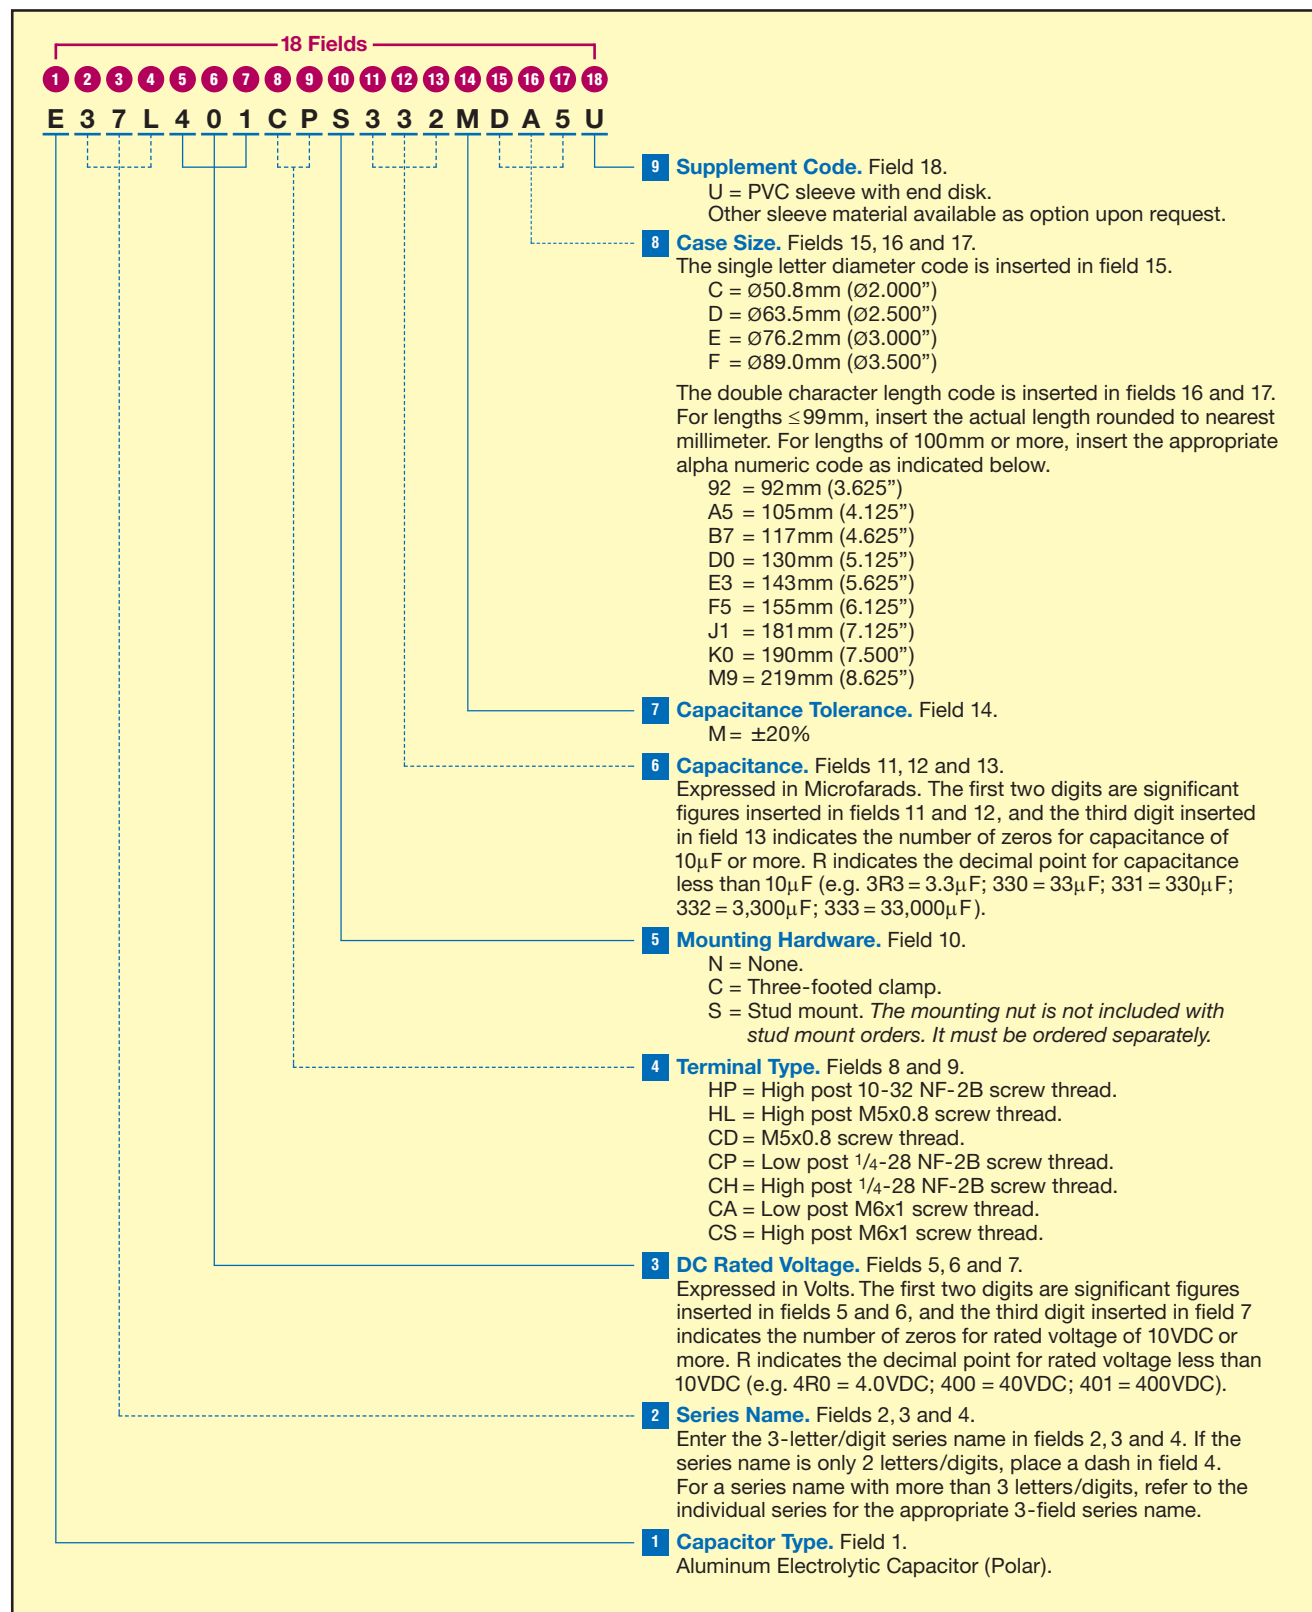 18 Fields
1 2 3 4 5 6 7 8 9 10 11 12 13 14 15 16 17 18
E 3 7 L 4 0 1 C P S 3 3 2 M D A 5 U
9 Supplement Code. Field 18.
U = PVC sleeve with end disk.
Other sleeve material available as option upon request.
8 Case Size. Fields 15, 16 and 17.
The single letter diameter code is inserted in field 15.
C = Ø50.8mm (Ø2.000”)
D = Ø63.5mm (Ø2.500”)
E = Ø76.2mm (Ø3.000”)
F = Ø89.0mm (Ø3.500”)
The double character length code is inserted in fields 16 and 17.
For lengths ≤99mm, insert the actual length rounded to nearest
millimeter. For lengths of 100mm or more, insert the appropriate
alpha numeric code as indicated below.
92 = 92mm (3.625”)
A5 = 105mm (4.125”)
B7 = 117mm (4.625”)
D0 = 130mm (5.125”)
E3 = 143mm (5.625”)
F5 = 155mm (6.125”)
J1 = 181mm (7.125”)
K0 = 190mm (7.500”)
M9 = 219mm (8.625”)
7 Capacitance Tolerance. Field 14.
M = ±20%
6 Capacitance. Fields 11, 12 and 13.
Expressed in Microfarads. The first two digits are significant
figures inserted in fields 11 and 12, and the third digit inserted
in field 13 indicates the number of zeros for capacitance of
10µF or more. R indicates the decimal point for capacitance
less than 10µF (e.g. 3R3 = 3.3µF; 330 = 33µF; 331 = 330µF;
332 = 3,300µF; 333 = 33,000µF).
5 Mounting Hardware. Field 10.
N = None.
C = Three-footed clamp.
S = Stud mount. The mounting nut is not included with
stud mount orders. It must be ordered separately.
4 Terminal Type. Fields 8 and 9.
HP = High post 10-32 NF-2B screw thread.
HL = High post M5x0.8 screw thread.
CD = M5x0.8 screw thread.
CP = Low post 1/4-28 NF-2B screw thread.
CH = High post 1/4-28 NF-2B screw thread.
CA = Low post M6x1 screw thread.
CS = High post M6x1 screw thread.
3 DC Rated Voltage. Fields 5, 6 and 7.
Expressed in Volts. The first two digits are significant figures
inserted in fields 5 and 6, and the third digit inserted in field 7
indicates the number of zeros for rated voltage of 10VDC or
more. R indicates the decimal point for rated voltage less than
10VDC (e.g. 4R0 = 4.0VDC; 400 = 40VDC; 401 = 400VDC).
2 Series Name. Fields 2, 3 and 4.
Enter the 3-letter/digit series name in fields 2, 3 and 4. If the
series name is only 2 letters/digits, place a dash in field 4.
For a series name with more than 3 letters/digits, refer to the
individual series for the appropriate 3-field series name.
1 Capacitor Type. Field 1.
Aluminum Electrolytic Capacitor (Polar).